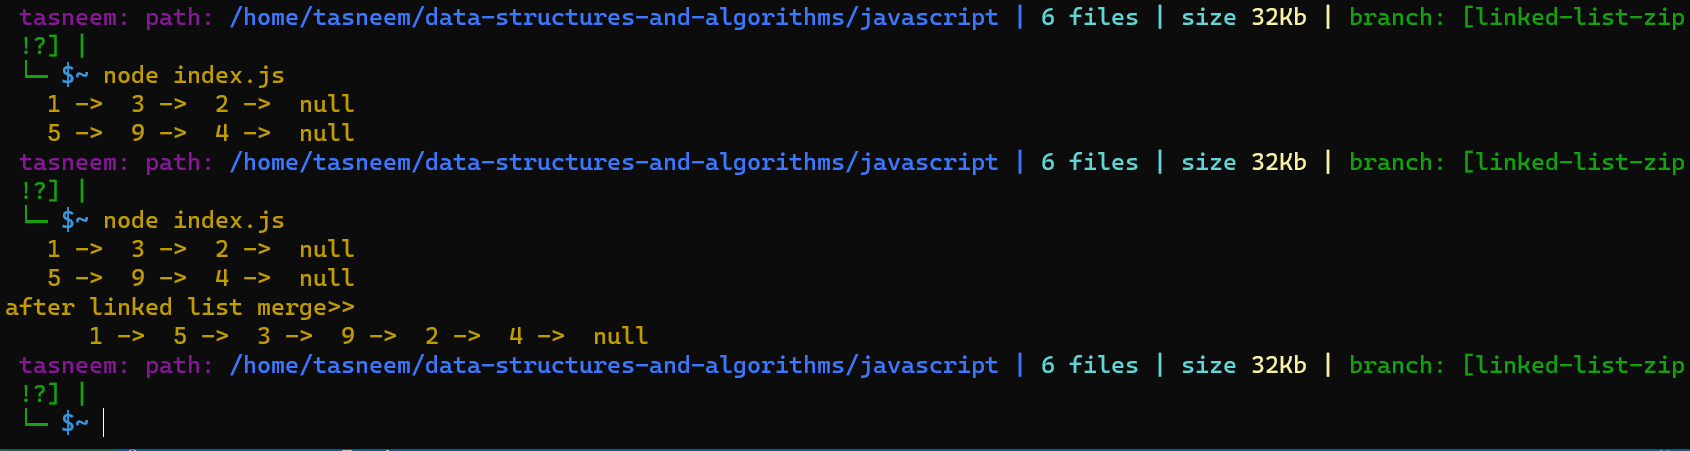 tasneem: path: /home/tasneem/data-structures-and-algorithms/javascript | 6 files | size 32Kb | branch: [linked-list-zip
!?] |
└─ $~ node index.js
1 -> 3 -> 2 -> null
5 -> 9 -> 4 -> null
tasneem: path: /home/tasneem/data-structures-and-algorithms/javascript | 6 files | size 32Kb | branch: [linked-list-zip
!?] |
└─ $~ node index.js
1 -> 3 -> 2 -> null
5 -> 9 -> 4 -> null
after linked list merge>>
1 -> 5 -> 3 -> 9 -> 2 -> 4 -> null
tasneem: path: /home/tasneem/data-structures-and-algorithms/javascript | 6 files | size 32Kb | branch: [linked-list-zip
!?] |
└─ $~